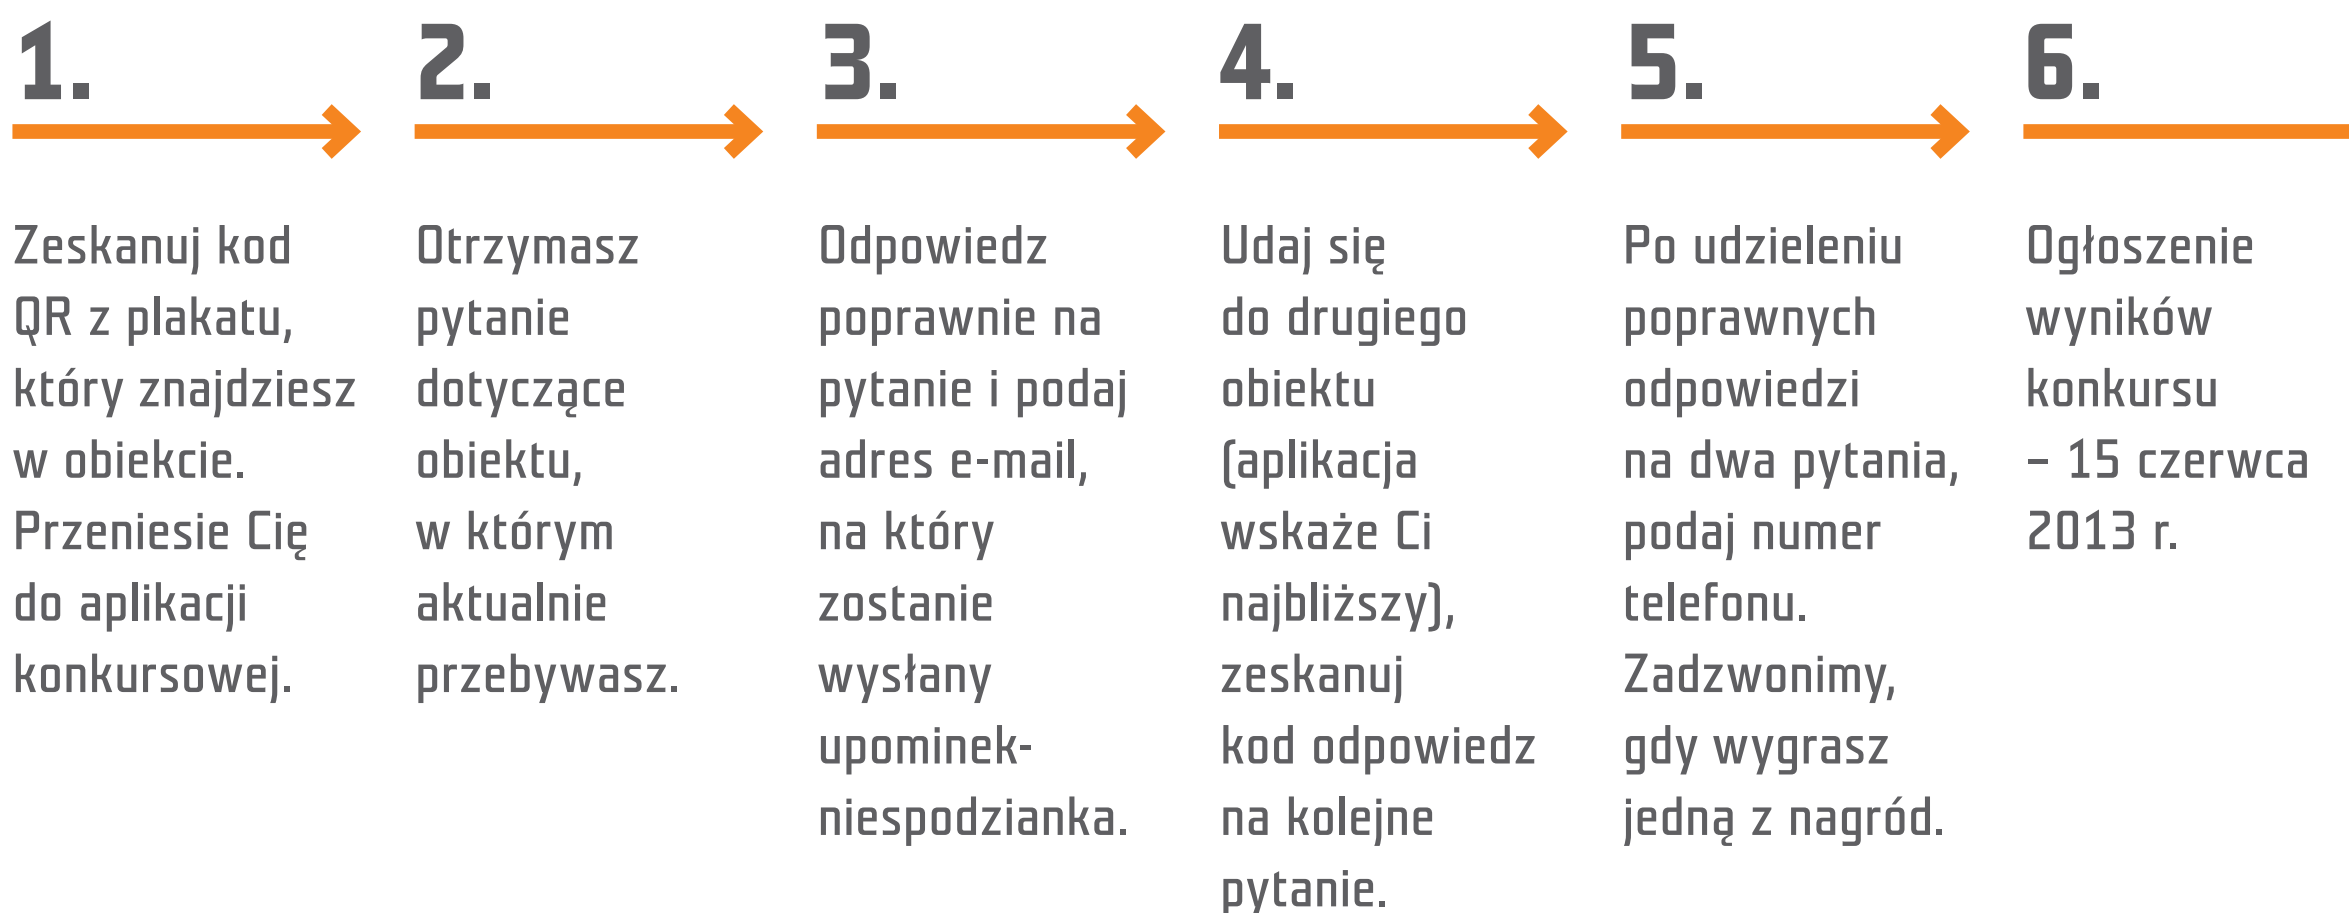 1.
Zeskanuj kod
QR z plakatu,
który znajdziesz
w obiekcie.
Przeniesie Cię
do aplikacji
konkursowej.
2.
Otrzymasz
pytanie
dotyczące
obiektu,
w którym
aktualnie
przebywasz.
3.
Odpowiedz
poprawnie na
pytanie i podaj
adres e-mail,
na który
zostanie
wysłany
upominek-
niespodzianka.
4.
Udaj się
do drugiego
obiektu
(aplikacja
wskaże Ci
najbliższy),
zeskanuj
kod odpowiedz
na kolejne
pytanie.
5.
Po udzieleniu
poprawnych
odpowiedzi
na dwa pytania,
podaj numer
telefonu.
Zadzwonimy,
gdy wygrasz
jedną z nagród.
6.
Ogłoszenie
wyników
konkursu
– 15 czerwca
2013 r.